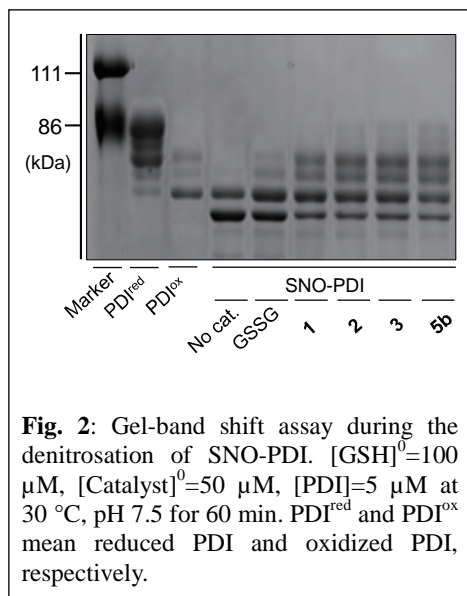 111
86
(kDa)
Marker
PDIred
PDIox
SNO-PDI
No cat.
GSSG
1
2
3
5b
Fig. 2: Gel-band shift assay during the
denitrosation of SNO-PDI. [GSH]0=100
µM, [Catalyst]0=50 µM, [PDI]=5 µM at
30 °C, pH 7.5 for 60 min. PDIred and PDIox
mean reduced PDI and oxidized PDI,
respectively.